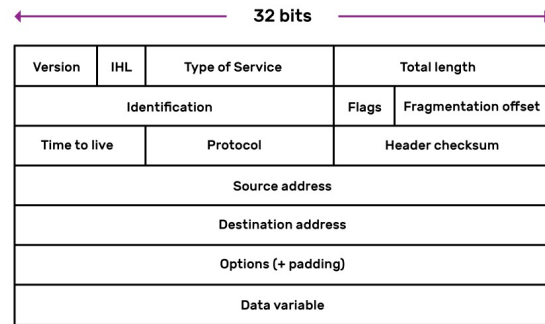 32 bits
Version IHL Type of Service Total length
Identification Flags Fragmentation offset
Time to live Protocol Header checksum
Source address
Destination address
Options (+ padding)
Data variable